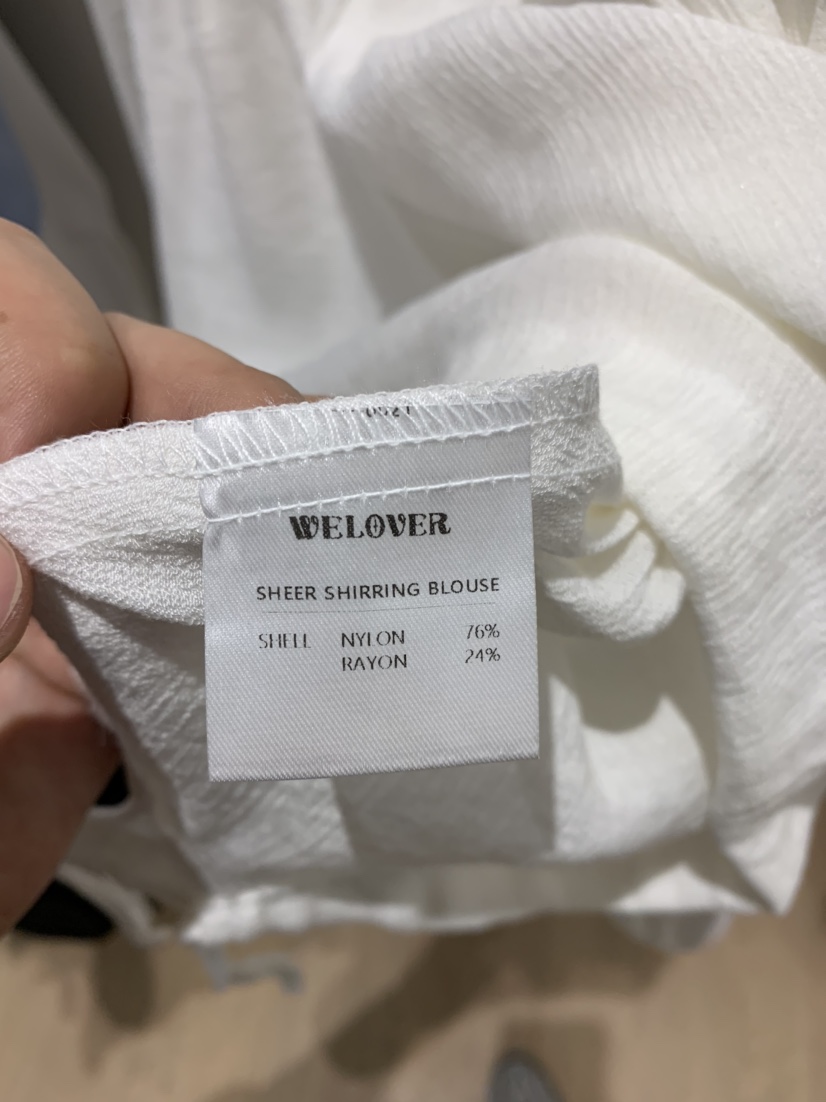 WELOVER
SHEER SHIRRING BLOUSE
SHELL NYLON 76%
RAYON 24%